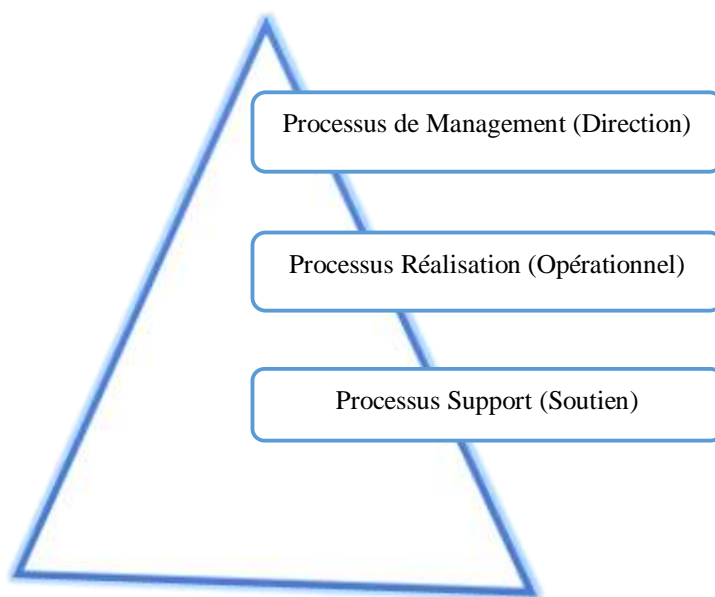 Processus de Management (Direction)
Processus Réalisation (Opérationnel)
Processus Support (Soutien)